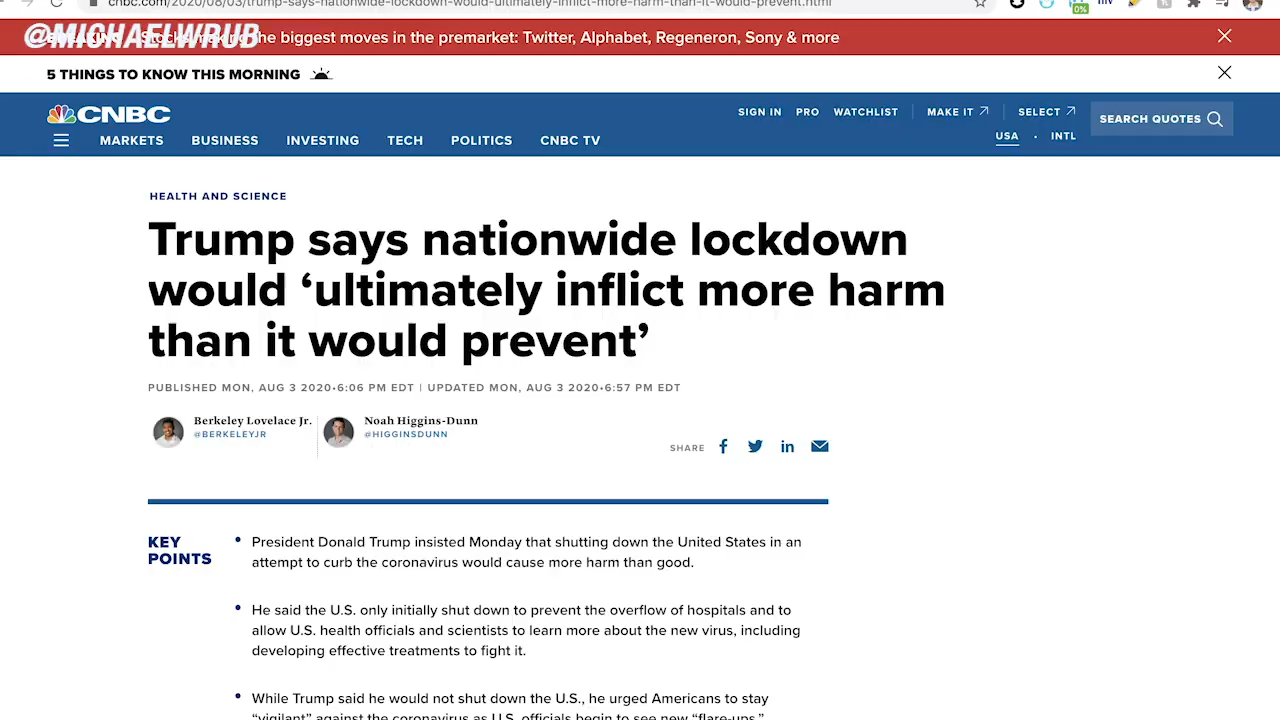 cnbc.com/2020/08/03/trump-says-nationwide-lockdown-would-ultimately-inflict-more-harm-than-it-would-prevent.html
0%
@MICHAELWRUB
he biggest moves in the premarket: Twitter, Alphabet, Regeneron, Sony & more
5 THINGS TO KNOW THIS MORNING
CNBC
SIGN IN PRO WATCHLIST MAKE IT SELECT
SEARCH QUOTES
USA · INTL
MARKETS BUSINESS INVESTING TECH POLITICS CNBC TV
HEALTH AND SCIENCE
Trump says nationwide lockdown
would ‘ultimately inflict more harm
than it would prevent’
PUBLISHED MON, AUG 3 2020•6:06 PM EDT | UPDATED MON, AUG 3 2020•6:57 PM EDT
Berkeley Lovelace Jr.
@BERKELEYJR
Noah Higgins-Dunn
@HIGGINSDUNN
SHARE
KEY
POINTS
• President Donald Trump insisted Monday that shutting down the United States in an
attempt to curb the coronavirus would cause more harm than good.
• He said the U.S. only initially shut down to prevent the overflow of hospitals and to
allow U.S. health officials and scientists to learn more about the new virus, including
developing effective treatments to fight it.
• While Trump said he would not shut down the U.S., he urged Americans to stay
“vigilant” against the coronavirus as U.S. officials begin to see new “flare-ups.”